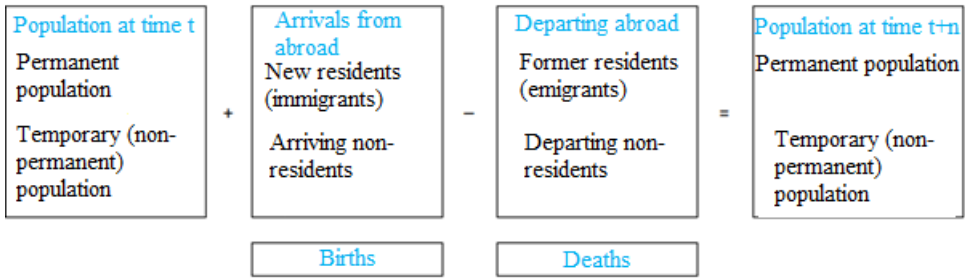 Population at time t
Permanent
population
Temporary (non-
permanent)
population
+
Arrivals from
abroad
New residents
(immigrants)
Arriving non-
residents
−
Departing abroad
Former residents
(emigrants)
Departing non-
residents
=
Population at time t+n
Permanent population
Temporary (non-
permanent)
population
Births
Deaths